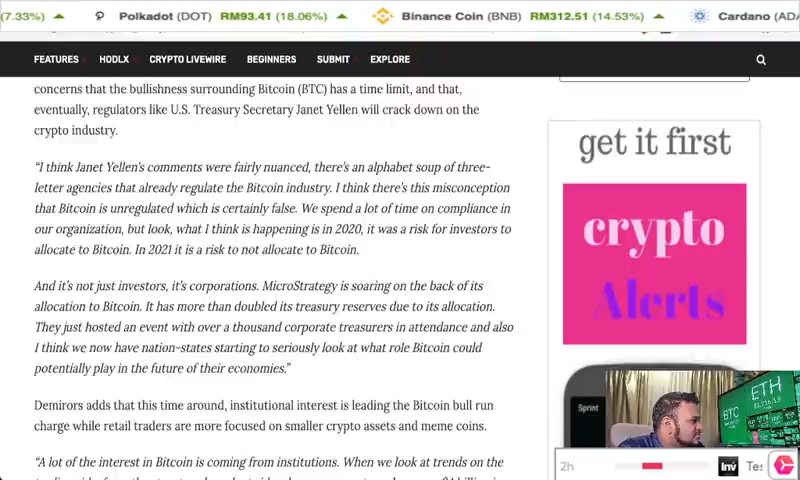 (7.33%) Polkadot (DOT) RM93.41 (18.06%) Binance Coin (BNB) RM312.51 (14.53%) Cardano (ADA
FEATURES HODLX CRYPTO LIVEWIRE BEGINNERS SUBMIT EXPLORE
concerns that the bullishness surrounding Bitcoin (BTC) has a time limit, and that,
eventually, regulators like U.S. Treasury Secretary Janet Yellen will crack down on the
crypto industry.
“I think Janet Yellen’s comments were fairly nuanced, there’s an alphabet soup of three-
letter agencies that already regulate the Bitcoin industry. I think there’s this misconception
that Bitcoin is unregulated which is certainly false. We spend a lot of time on compliance in
our organization, but look, what I think is happening is in 2020, it was a risk for investors to
allocate to Bitcoin. In 2021 it is a risk to not allocate to Bitcoin.
And it’s not just investors, it’s corporations. MicroStrategy is soaring on the back of its
allocation to Bitcoin. It has more than doubled its treasury reserves due to its allocation.
They just hosted an event with over a thousand corporate treasurers in attendance and also
I think we now have nation-states starting to seriously look at what role Bitcoin could
potentially play in the future of their economies.”
Demirors adds that this time around, institutional interest is leading the Bitcoin bull run
charge while retail traders are more focused on smaller crypto assets and meme coins.
“A lot of the interest in Bitcoin is coming from institutions. When we look at trends on the
get it first
crypto
Alerts
Sprint
ETH
BTC
2h
Inv
Tes